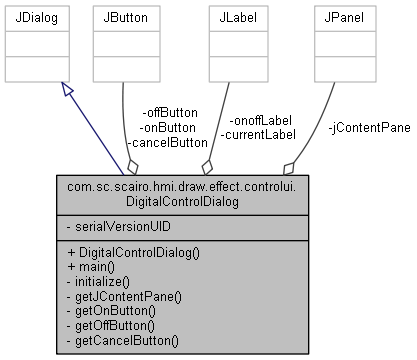 JDialog
JButton
JLabel
JPanel
-offButton
-onButton
-cancelButton
-onoffLabel
-currentLabel
-jContentPane
com.sc.scairo.hmi.draw.effect.controlui.
DigitalControlDialog
- serialVersionUID
+ DigitalControlDialog()
+ main()
- initialize()
- getJContentPane()
- getOnButton()
- getOffButton()
- getCancelButton()